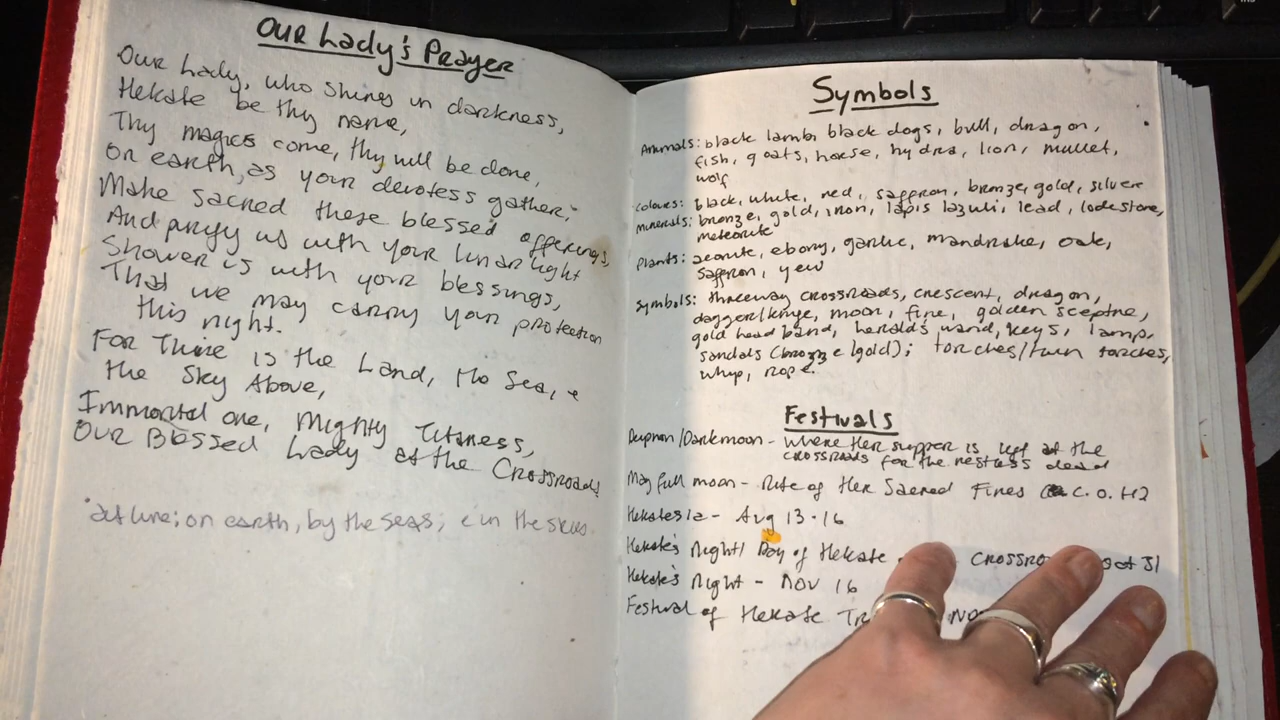 OUR Lady's Prayer
Our Lady, who shines in darkness,
Hekate be thy name,
Thy magics come, thy will be done,
On earth, as your devotess gather;
Make sacred these blessed offerings,
And purify us with your lunar light
Shower us with your blessings,
That we may carry your protection
this night.
For Thine is the Land, the Sea, &
the Sky Above,
Immortal one, Mighty Titaness,
OUR Blessed Lady of the Crossroads
on earth, by the seas, & in the skies.
Symbols
Animals: black lamb, black dogs, bull, dragon,
fish, goats, horse, hydra, lion, mullet,
wolf
Colours: black, white, red, saffron, bronze, gold, silver
minerals: bronze, gold, iron, lapis lazuli, lead, lodestone,
meteorite
Plants: aconite, ebony, garlic, mandrake, oak,
saffron, yew
Symbols: threeway crossroads, crescent, dragon,
dagger/knife, moon, fire, golden sceptre,
gold head band, herald's wand, keys, lamp,
sandals (bronze/gold); torches/twin torches,
whip, rope.
Festivals
Deipnon/Darkmoon - where Her supper is left at the
crossroads for the restless dead
May full moon - Rite of Her Sacred Fires C.O.H
Hekatesia - Aug 13-16
Hekate's Night/Day of Hekate Oct 31
Hekate's Night - Nov 16
Festival of Hekate